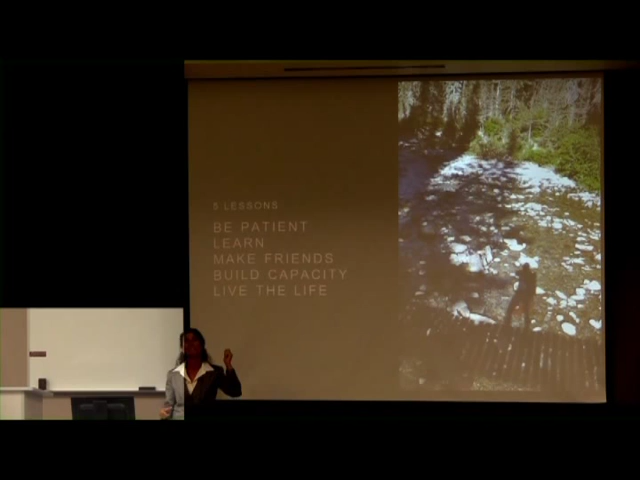 5 LESSONS
BE PATIENT
LEARN
MAKE FRIENDS
BUILD CAPACITY
LIVE THE LIFE